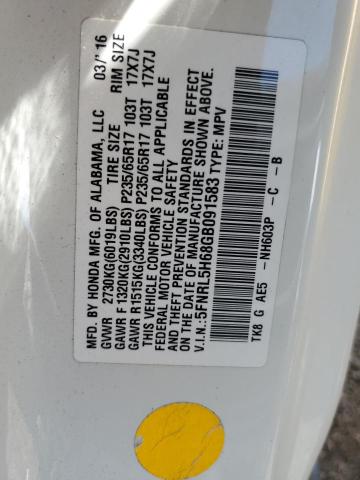 MFD. BY HONDA MFG. OF ALABAMA, LLC 03/'16
GVWR 2730KG(6019LBS) TIRE SIZE RIM SIZE
GAWR F 1320KG(2910LBS) P235/65R17 103T 17X7J
GAWR R1515KG(3340LBS) P235/65R17 103T 17X7J
THIS VEHICLE CONFORMS TO ALL APPLICABLE
FEDERAL MOTOR VEHICLE SAFETY
AND THEFT PREVENTION STANDARDS IN EFFECT
ON THE DATE OF MANUFACTURE SHOWN ABOVE.
V.I.N.: 5FNRL5H68GB091583 TYPE: MPV
TK8 G AE5 -NH603P -C -B